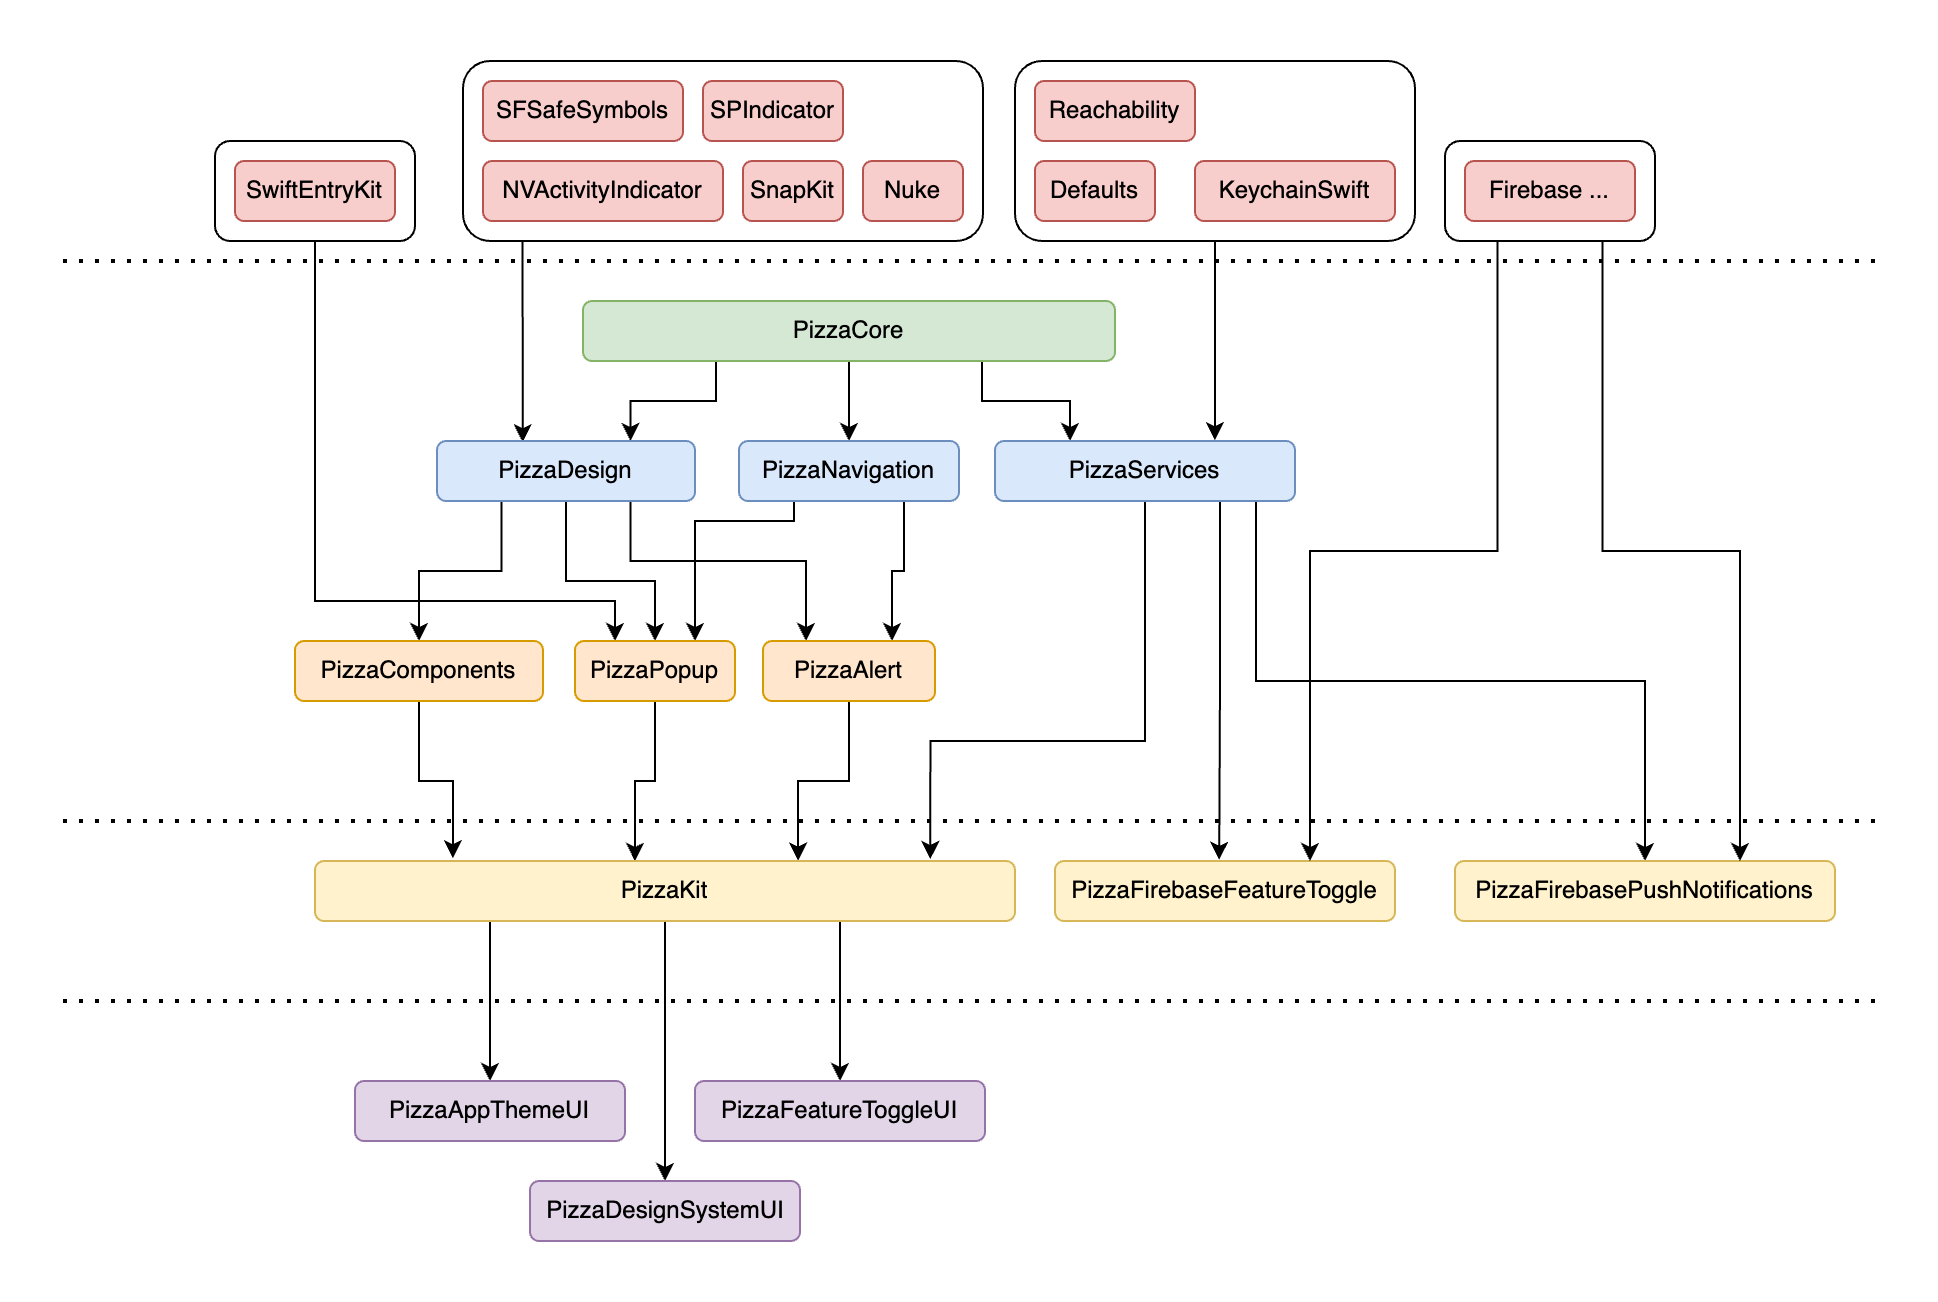 SFSafeSymbols
SPIndicator
Reachability
SwiftEntryKit
NVActivityIndicator
SnapKit
Nuke
Defaults
KeychainSwift
Firebase ...
PizzaCore
PizzaDesign
PizzaNavigation
PizzaServices
PizzaComponents
PizzaPopup
PizzaAlert
PizzaKit
PizzaFirebaseFeatureToggle
PizzaFirebasePushNotifications
PizzaAppThemeUI
PizzaFeatureToggleUI
PizzaDesignSystemUI